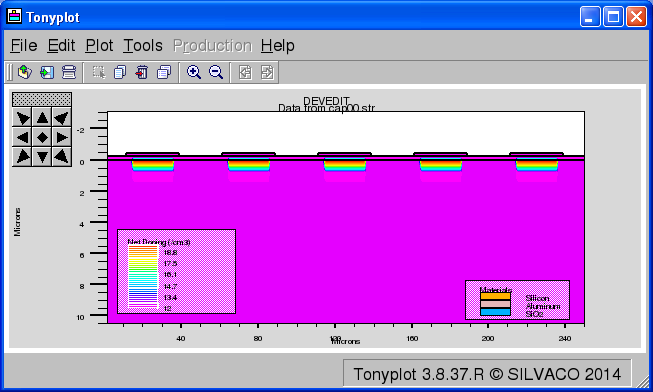 Tonyplot
File Edit Plot Tools Production Help
DEVEDIT
Data from cap00.str
-2
0
2
4
6
8
10
Microns
Net Doping (/cm3)
18.8
17.5
16.1
14.7
13.4
12
Materials
Silicon
Aluminum
SiO2
40
80
120
160
200
240
Microns
Tonyplot 3.8.37.R © SILVACO 2014